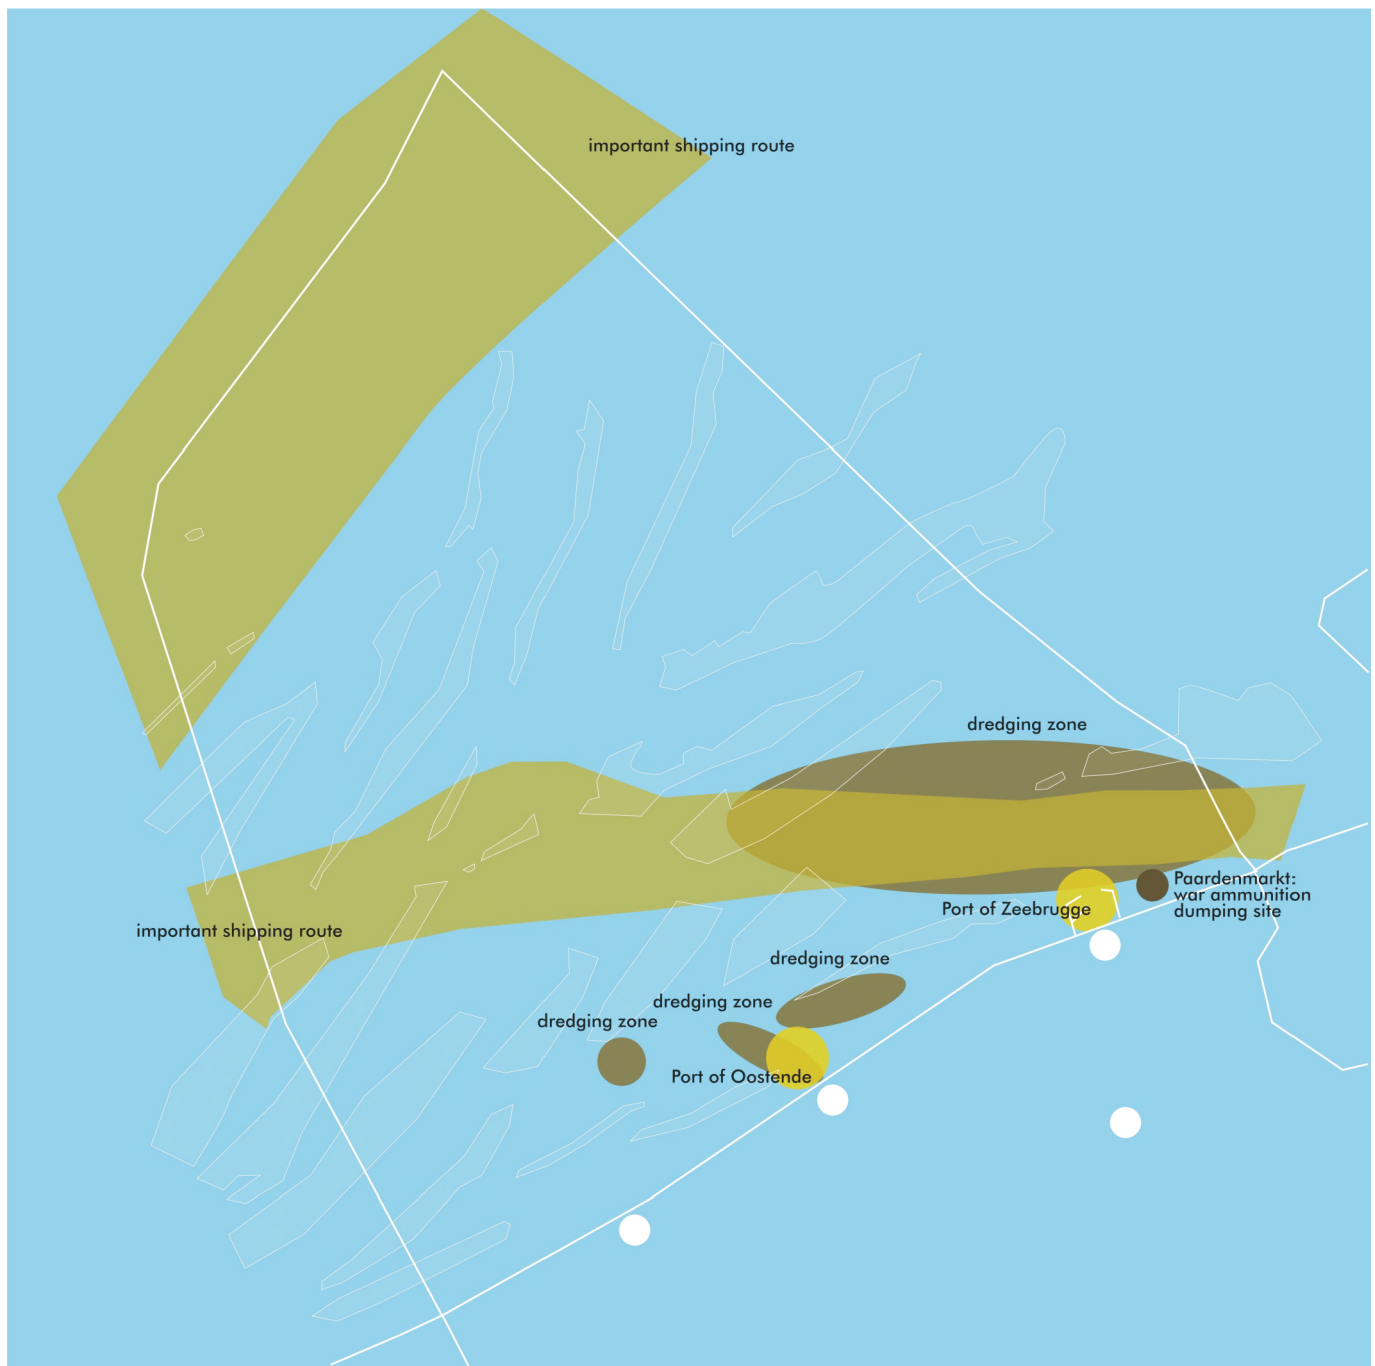 important shipping route
dredging zone
Paardenmarkt:
war ammunition
dumping site
Port of Zeebrugge
important shipping route
dredging zone
dredging zone
dredging zone
Port of Oostende